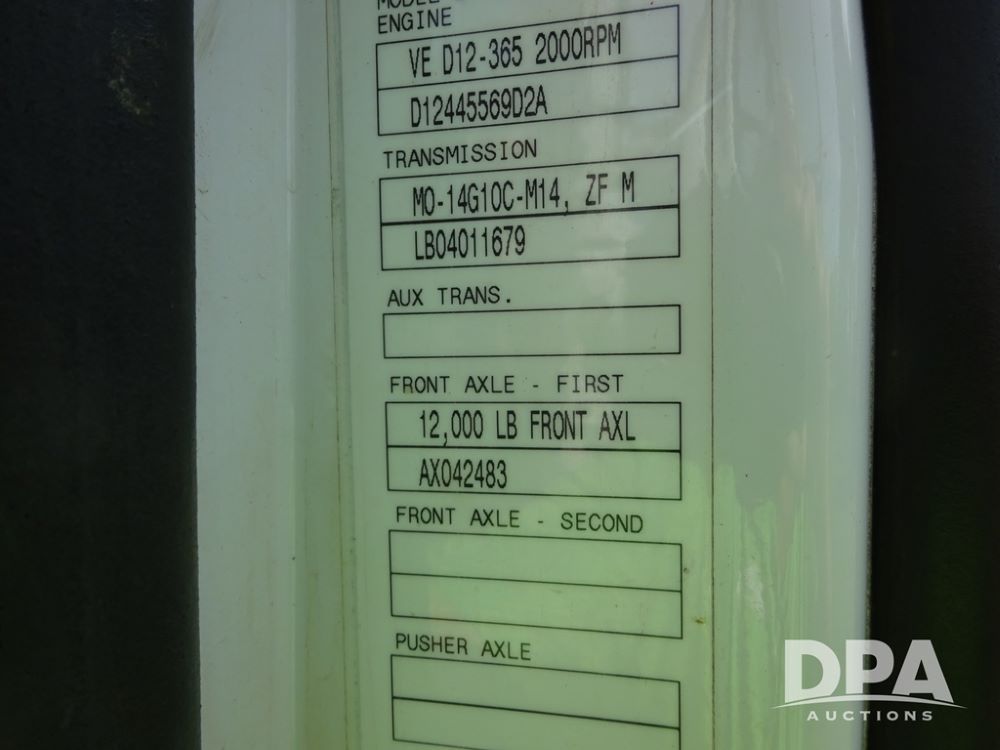 MODEL
ENGINE
VE D12-365 2000RPM
D12445569D2A
TRANSMISSION
MO-14G10C-M14, ZF M
LB04011679
AUX TRANS.
FRONT AXLE - FIRST
12,000 LB FRONT AXL
AX042483
FRONT AXLE - SECOND
PUSHER AXLE
DPA
AUCTIONS